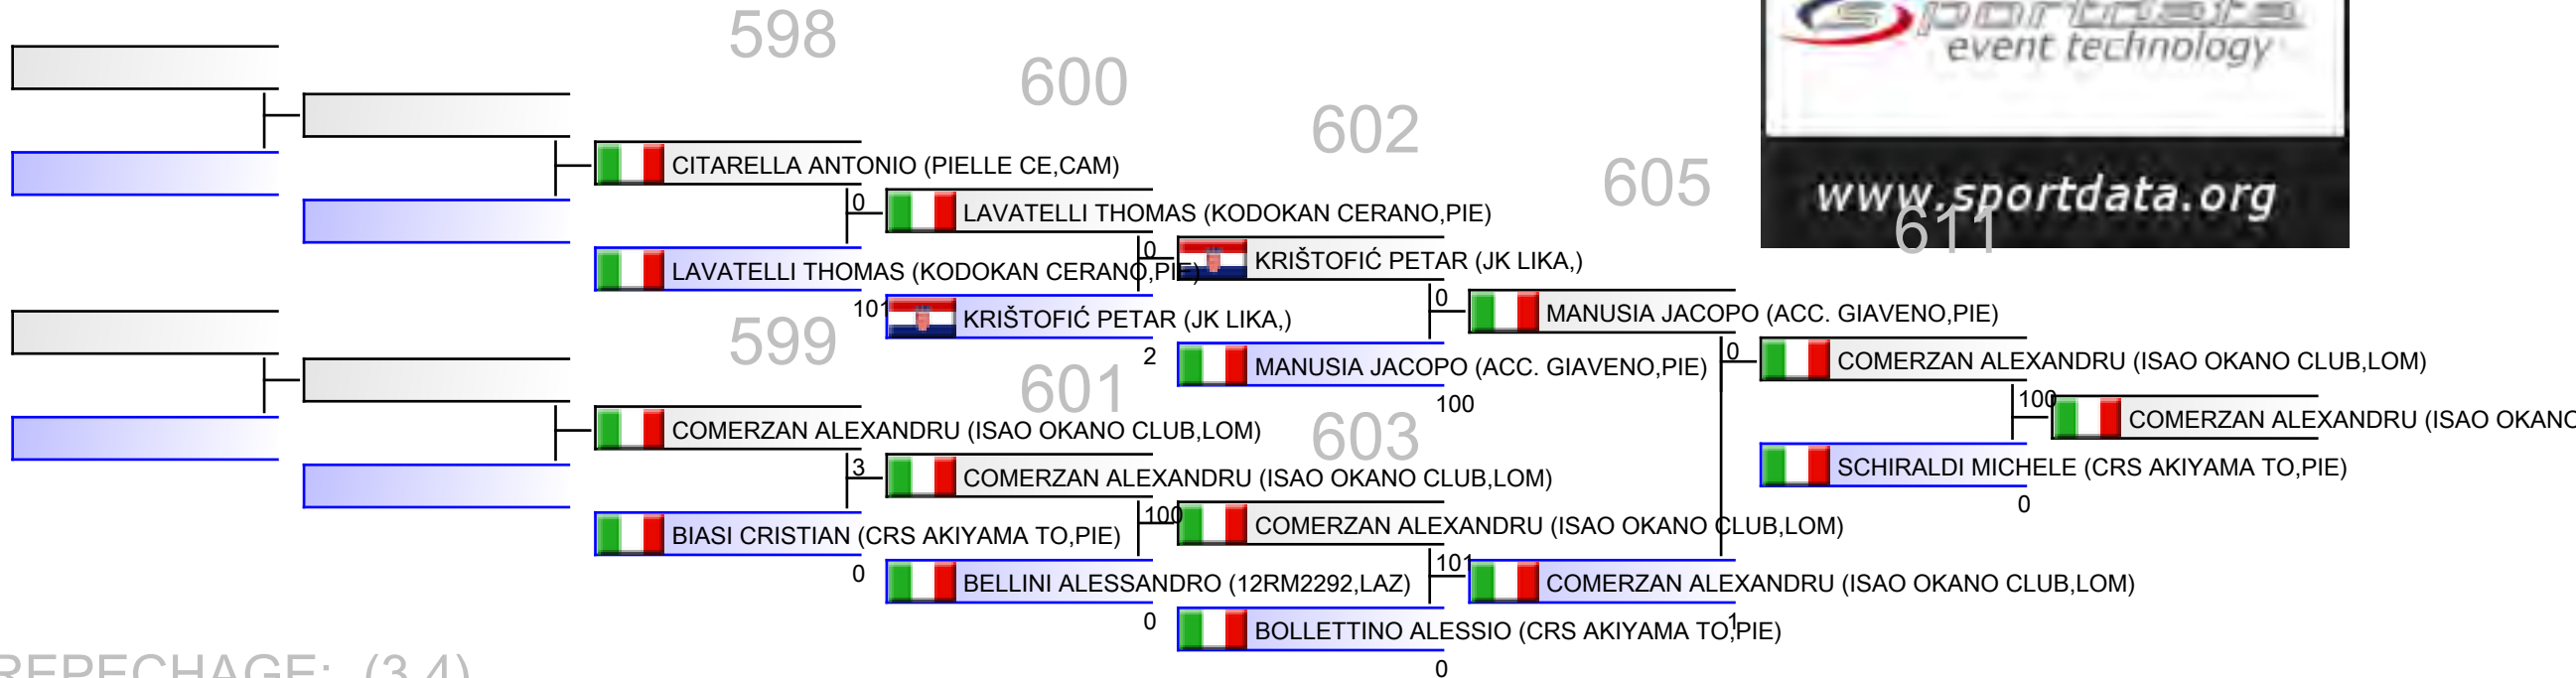 sportdata
event technology
www.sportdata.org
598
600
602
605
611
CITARELLA ANTONIO (PIELLE CE,CAM)
0
LAVATELLI THOMAS (KODOKAN CERANO,PIE)
LAVATELLI THOMAS (KODOKAN CERANO,PIE)
101
0
KRIŠTOFIĆ PETAR (JK LIKA,)
KRIŠTOFIĆ PETAR (JK LIKA,)
2
0
MANUSIA JACOPO (ACC. GIAVENO,PIE)
MANUSIA JACOPO (ACC. GIAVENO,PIE)
100
0
COMERZAN ALEXANDRU (ISAO OKANO CLUB,LOM)
100
COMERZAN ALEXANDRU (ISAO OKANO
SCHIRALDI MICHELE (CRS AKIYAMA TO,PIE)
0
599
601
603
COMERZAN ALEXANDRU (ISAO OKANO CLUB,LOM)
3
COMERZAN ALEXANDRU (ISAO OKANO CLUB,LOM)
BIASI CRISTIAN (CRS AKIYAMA TO,PIE)
0
100
COMERZAN ALEXANDRU (ISAO OKANO CLUB,LOM)
BELLINI ALESSANDRO (12RM2292,LAZ)
0
101
COMERZAN ALEXANDRU (ISAO OKANO CLUB,LOM)
1
BOLLETTINO ALESSIO (CRS AKIYAMA TO,PIE)
0
REPECHAGE: (3,4)